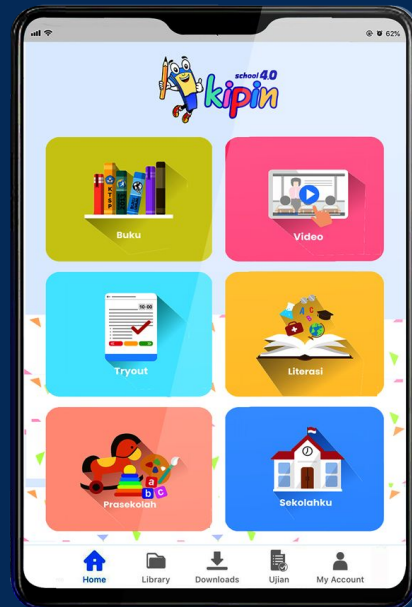 62%
school 4.0
kipin
KTSP
Buku
Video
10:00
Tryout
A B C
Literasi
a
b c
Prasekolah
Sekolahku
Home Library Downloads Ujian My Account